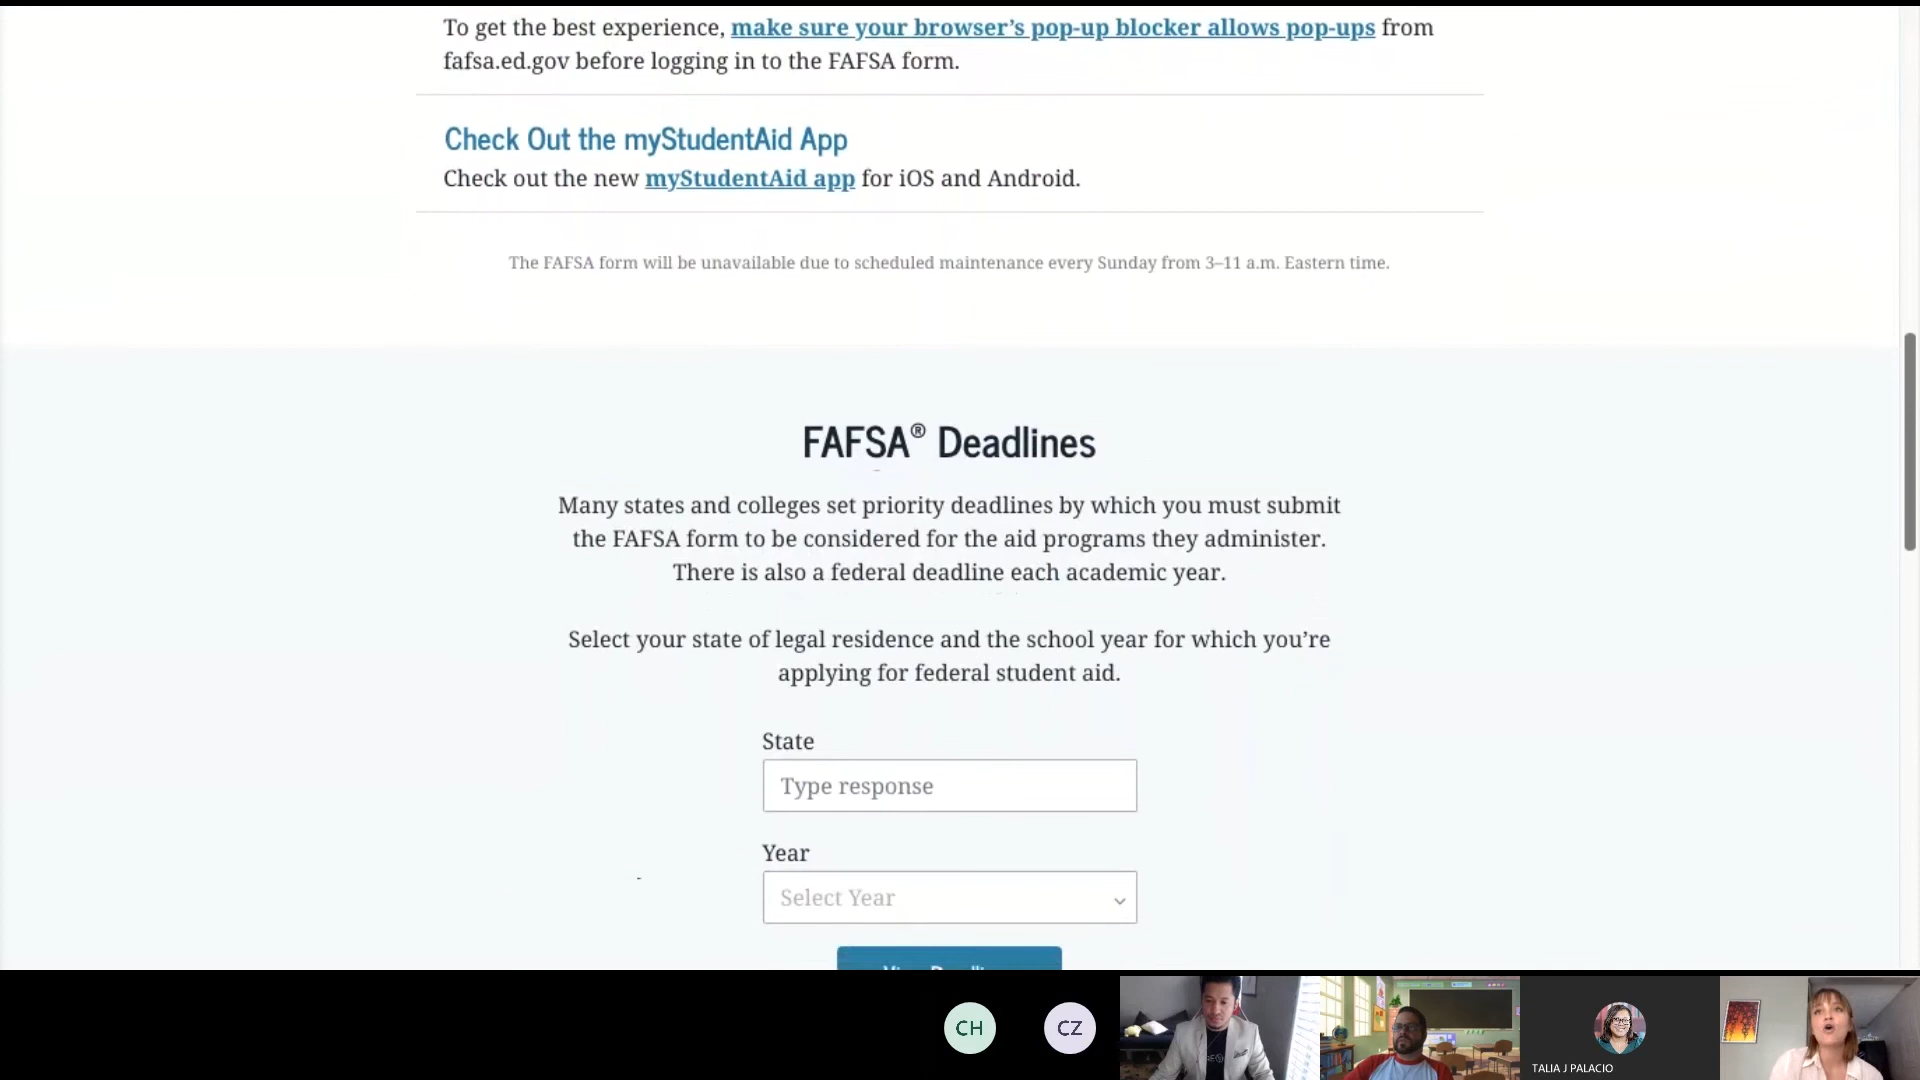 To get the best experience, make sure your browser’s pop-up blocker allows pop-ups from
fafsa.ed.gov before logging in to the FAFSA form.
Check Out the myStudentAid App
Check out the new myStudentAid app for iOS and Android.
The FAFSA form will be unavailable due to scheduled maintenance every Sunday from 3–11 a.m. Eastern time.
FAFSA® Deadlines
Many states and colleges set priority deadlines by which you must submit
the FAFSA form to be considered for the aid programs they administer.
There is also a federal deadline each academic year.
Select your state of legal residence and the school year for which you’re
applying for federal student aid.
State
Type response
Year
Select Year
CH
CZ
TALIA J PALACIO